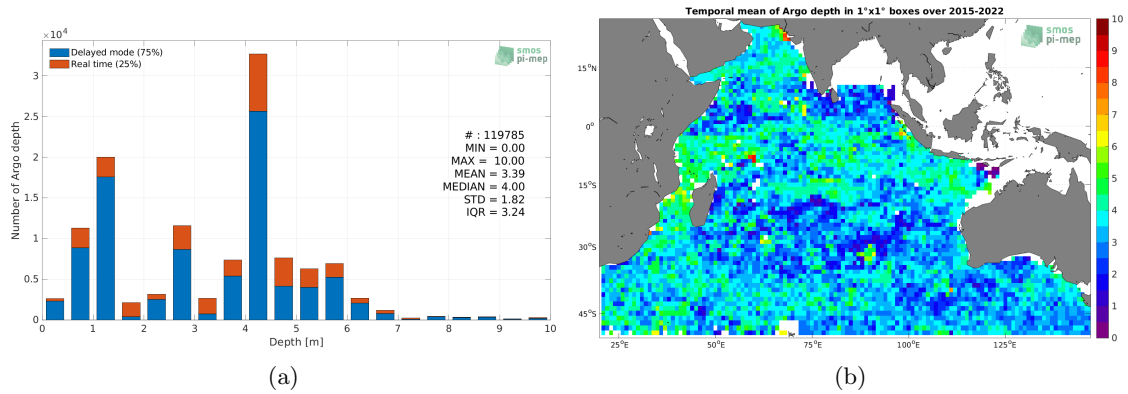 Temporal mean of Argo depth in 1°x1° boxes over 2015-2022
×10⁴
Delayed mode (75%)
Real time (25%)
smos
pi-mep
# : 119785
MIN = 0.00
MAX = 10.00
MEAN = 3.39
MEDIAN = 4.00
STD = 1.82
IQR = 3.24
Number of Argo depth
3
2.5
2
1.5
1
0.5
0
0 1 2 3 4 5 6 7 8 9 10
Depth [m]
(a)
smos
pi-mep
15°N
0°
15°S
30°S
45°S
25°E 50°E 75°E 100°E 125°E
10
9
8
7
6
5
4
3
2
1
0
(b)